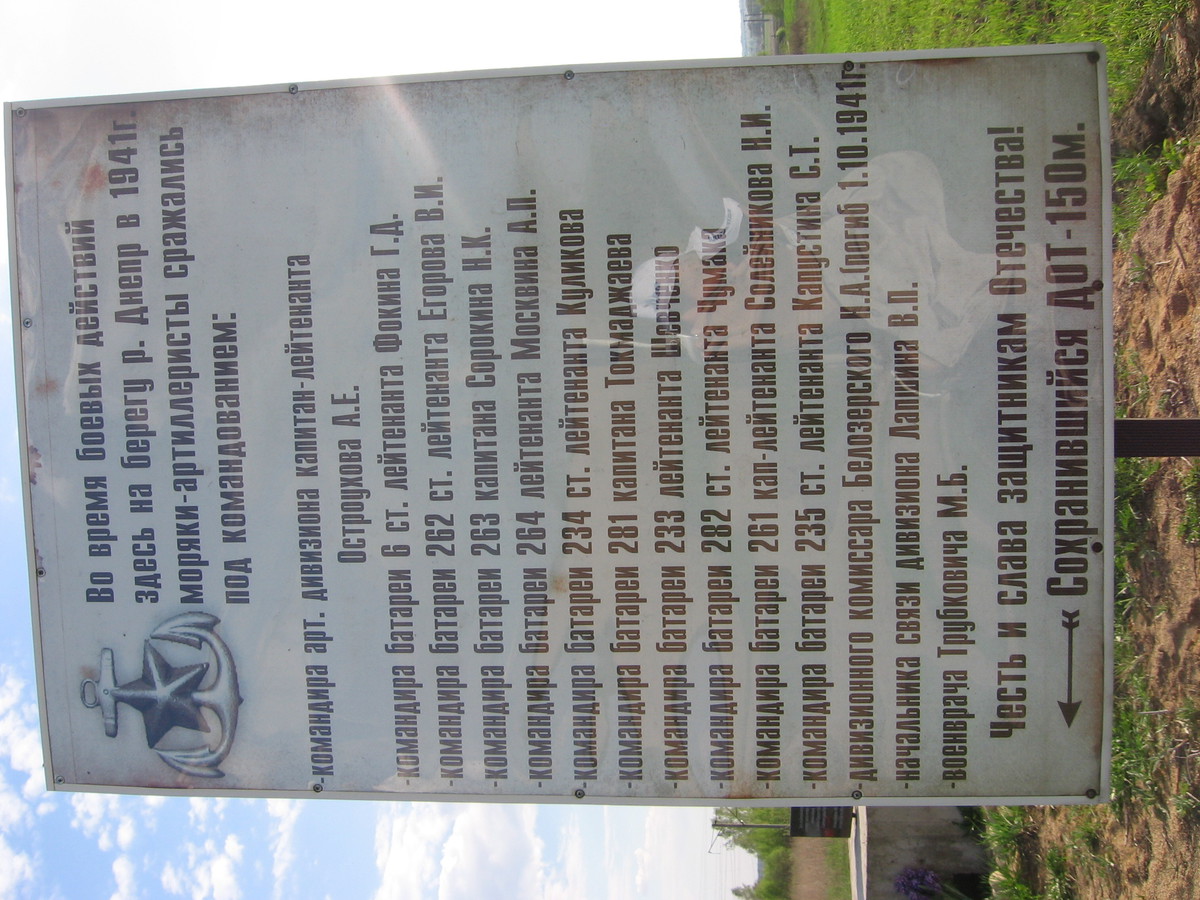 Во время боевых действий
здесь на берегу р. Днепр в 1941г.
моряки-артиллеристы сражались
под командованием:
-командира арт. дивизиона капитан-лейтенанта
Остроухова А.Е.
-командира батареи 6 ст. лейтенанта Фокина Г.Д.
-командира батареи 262 ст. лейтенанта Егорова В.И.
-командира батареи 263 капитана Сорокина Н.К.
-командира батареи 264 лейтенанта Москвина А.П.
-командира батареи 234 ст. лейтенанта Куликова
-командира батареи 281 капитана Токмаджаева
-командира батареи 233 лейтенанта Шевченко
-командира батареи 282 ст. лейтенанта Чумака
-командира батареи 261 кап-лейтенанта Солейникова Н.И.
-командира батареи 235 ст. лейтенанта Капустина С.Т.
-дивизионного комиссара Белозерского И.А.(погиб 1.10.1941г.
-начальника связи дивизиона Лапшина В.П.
-военврача Трубковича М.Б.
Честь и слава защитникам Отечества!
Сохранившийся ДОТ-150м.